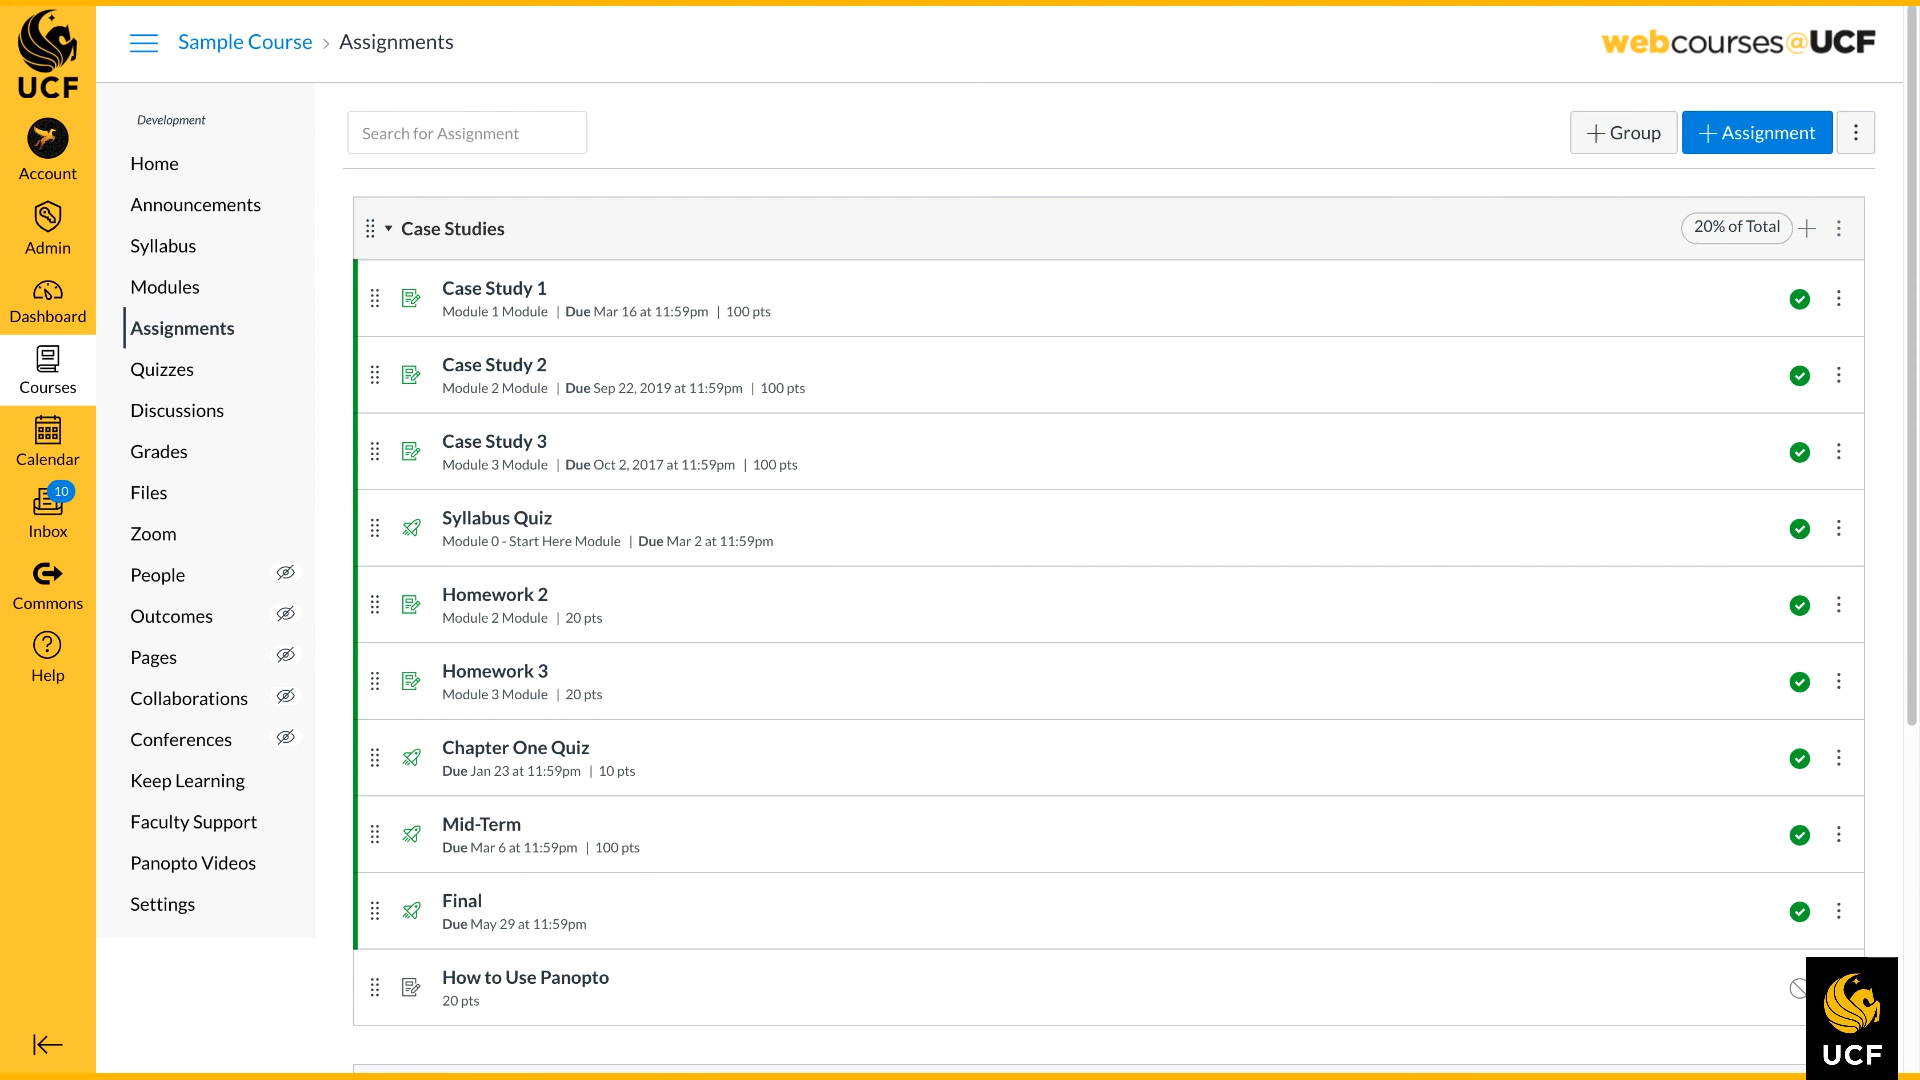 UCF
Account
Admin
Dashboard
Courses
Calendar
10
Inbox
Commons
Help
Sample Course > Assignments
webcourses@UCF
Development
Home
Announcements
Syllabus
Modules
Assignments
Quizzes
Discussions
Grades
Files
Zoom
People
Outcomes
Pages
Collaborations
Conferences
Keep Learning
Faculty Support
Panopto Videos
Settings
Search for Assignment
+ Group
+ Assignment
Case Studies
20% of Total
Case Study 1
Module 1 Module | Due Mar 16 at 11:59pm | 100 pts
Case Study 2
Module 2 Module | Due Sep 22, 2019 at 11:59pm | 100 pts
Case Study 3
Module 3 Module | Due Oct 2, 2017 at 11:59pm | 100 pts
Syllabus Quiz
Module 0 - Start Here Module | Due Mar 2 at 11:59pm
Homework 2
Module 2 Module | 20 pts
Homework 3
Module 3 Module | 20 pts
Chapter One Quiz
Due Jan 23 at 11:59pm | 10 pts
Mid-Term
Due Mar 6 at 11:59pm | 100 pts
Final
Due May 29 at 11:59pm
How to Use Panopto
20 pts
UCF